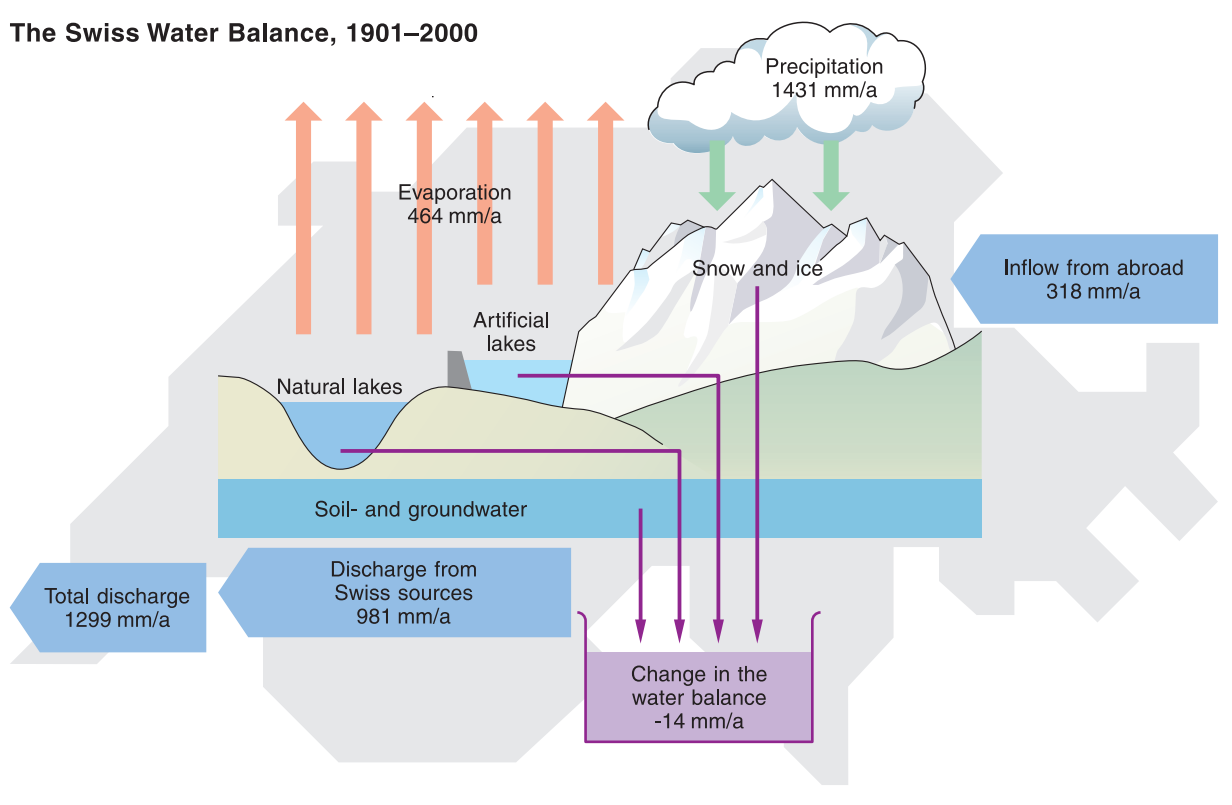 The Swiss Water Balance, 1901–2000
Precipitation
1431 mm/a
Evaporation
464 mm/a
Snow and ice
Inflow from abroad
318 mm/a
Artificial
lakes
Natural lakes
Soil- and groundwater
Discharge from
Swiss sources
981 mm/a
Total discharge
1299 mm/a
Change in the
water balance
-14 mm/a